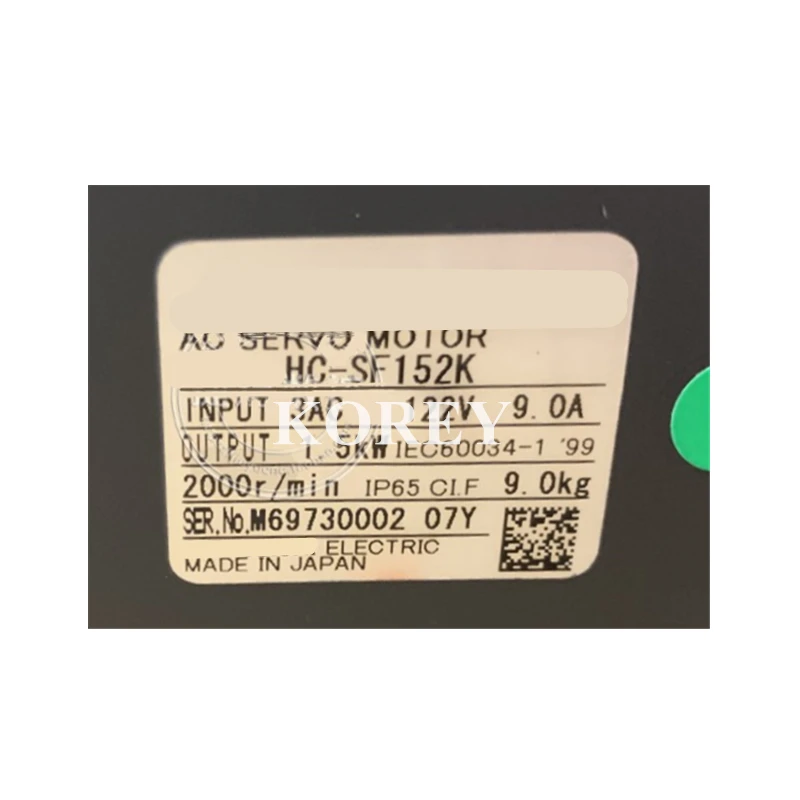 AC SERVO MOTOR
HC-SF152K
INPUT 3AC 122V 9.0A
OUTPUT 1.5kW IEC60034-1 '99
2000r/min IP65 CI.F 9.0kg
SER.No.M69730002 07Y
ELECTRIC
MADE IN JAPAN
KOREY